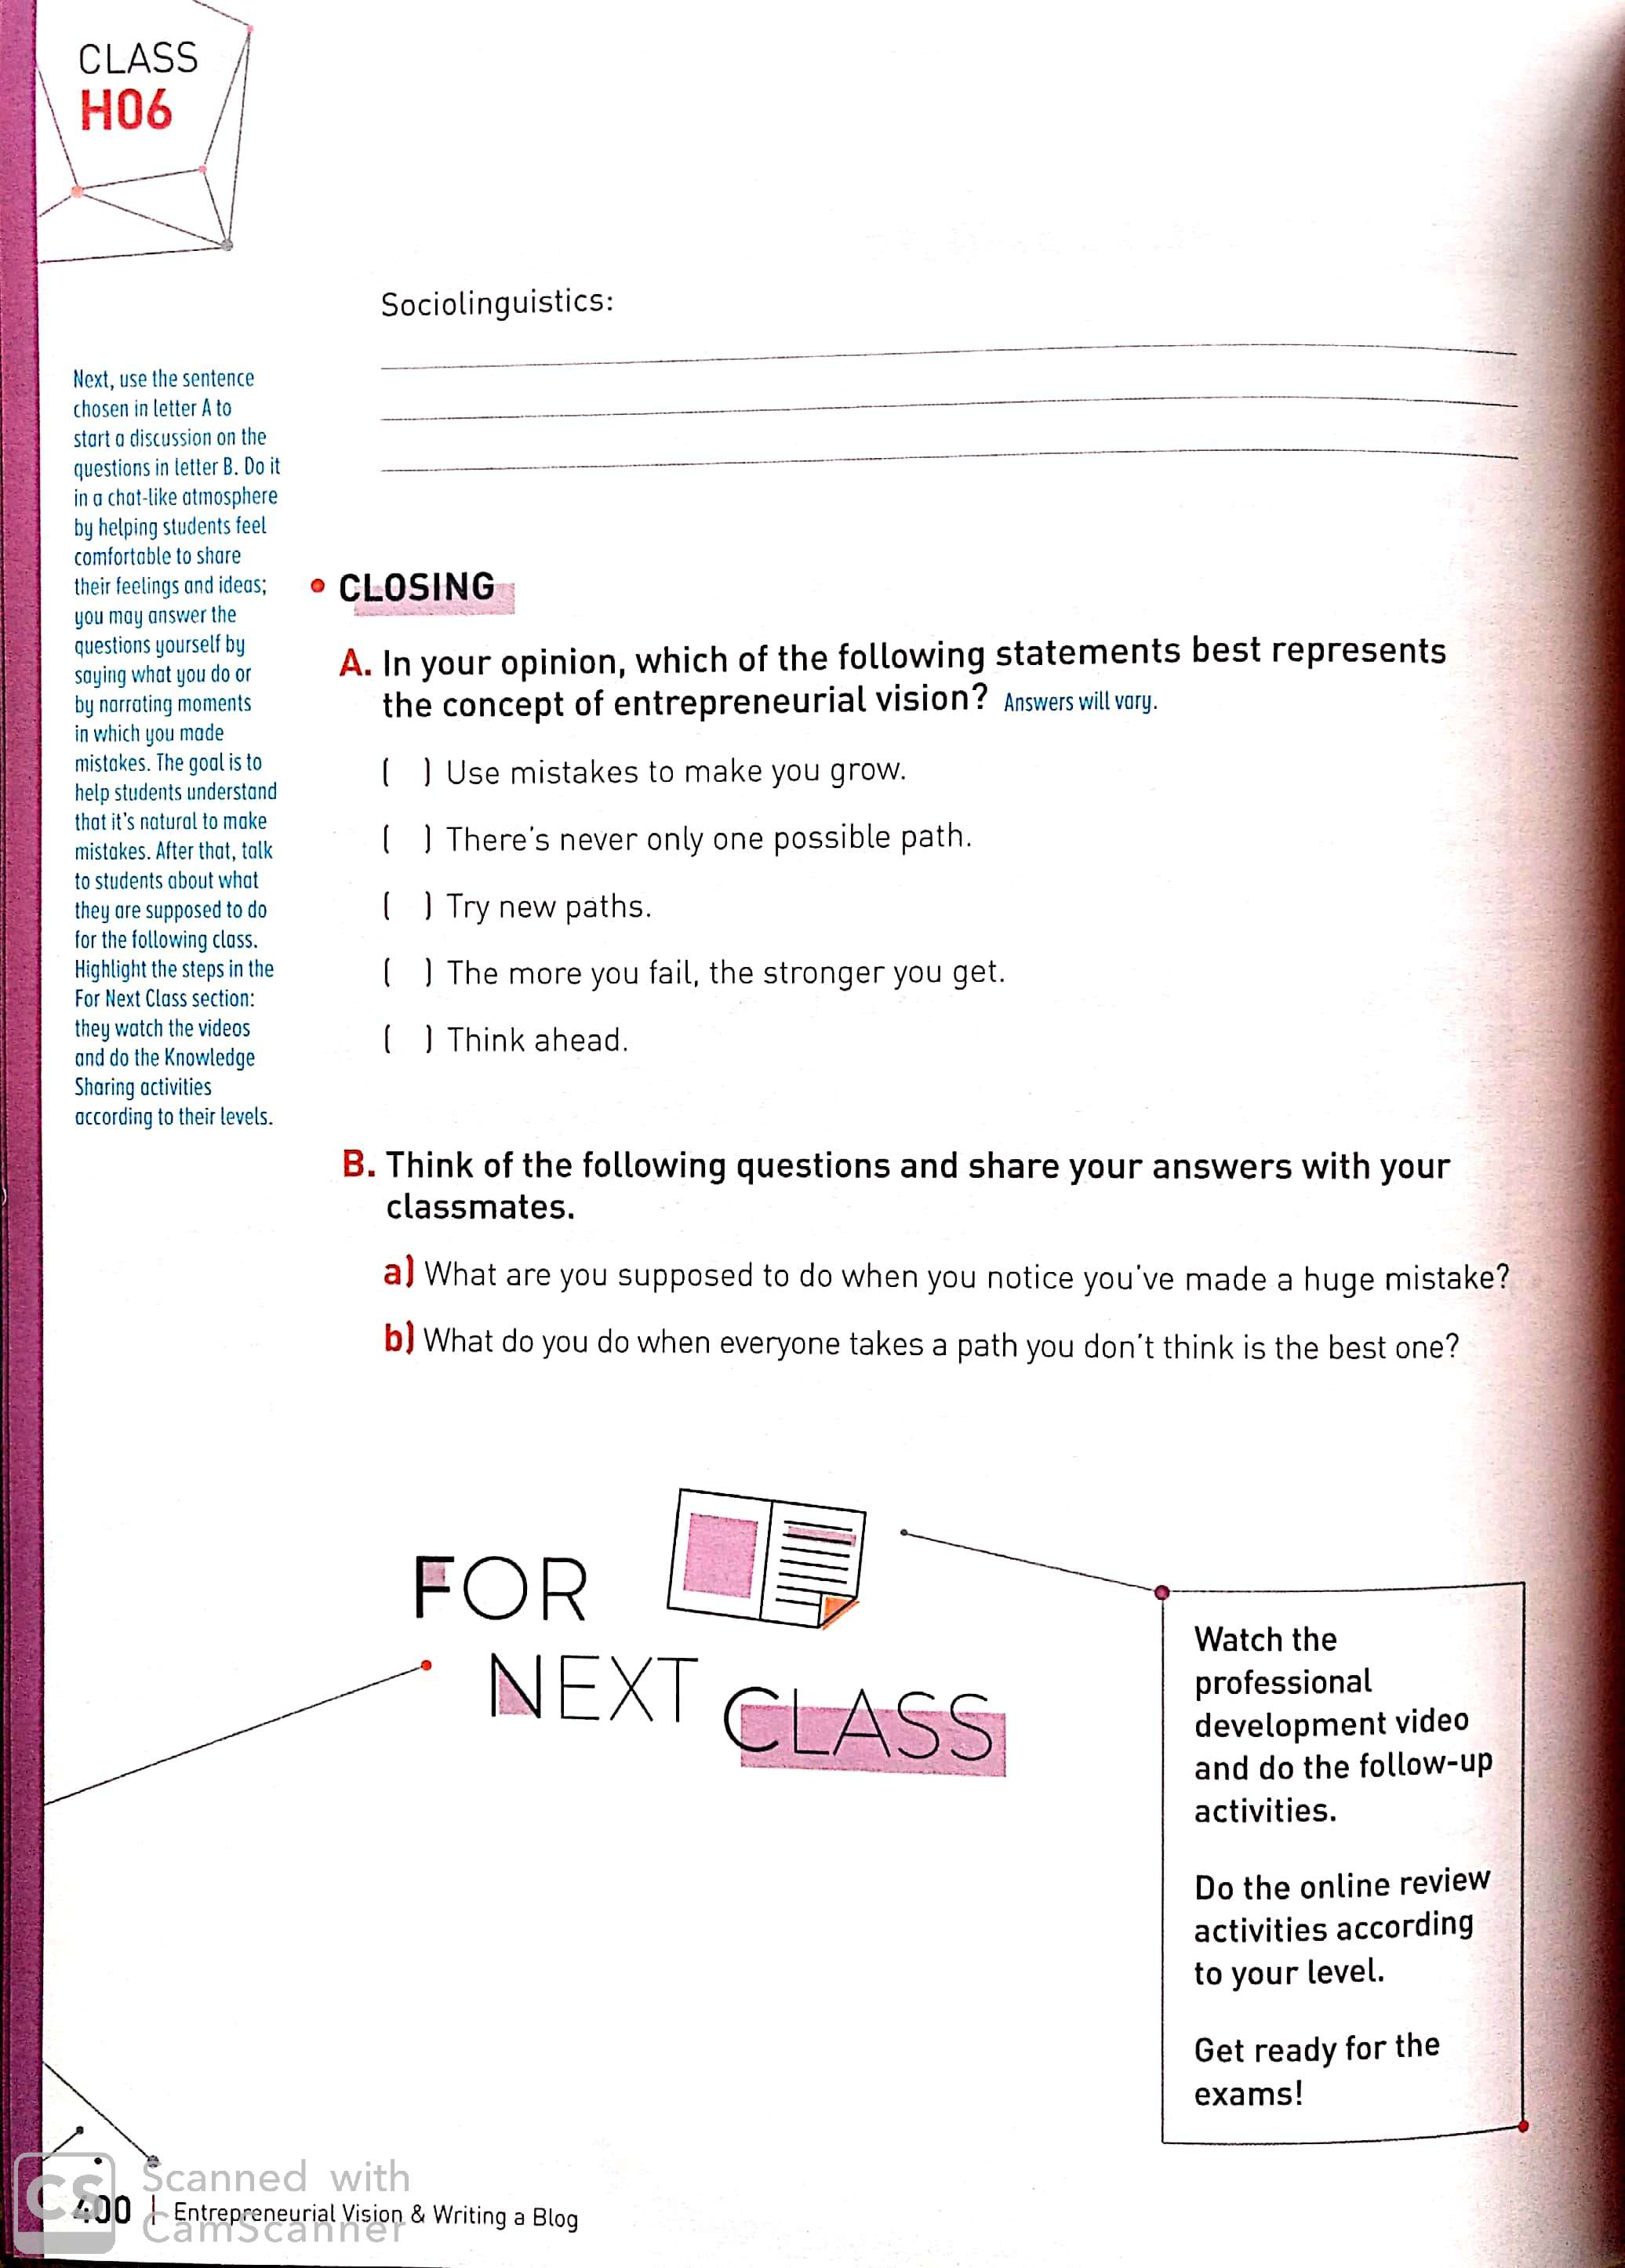 CLASS
H06
Sociolinguistics:
Next, use the sentence
chosen in letter A to
start a discussion on the
questions in letter B. Do it
in a chat-like atmosphere
by helping students feel
comfortable to share
their feelings and ideas;
you may answer the
questions yourself by
saying what you do or
by narrating moments
in which you made
mistakes. The goal is to
help students understand
that it's natural to make
mistakes. After that, talk
to students about what
they are supposed to do
for the following class.
Highlight the steps in the
For Next Class section:
they watch the videos
and do the Knowledge
Sharing activities
according to their levels.
• CLOSING
A. In your opinion, which of the following statements best represents
the concept of entrepreneurial vision? Answers will vary.
( ) Use mistakes to make you grow.
( ) There's never only one possible path.
( ) Try new paths.
( ) The more you fail, the stronger you get.
( ) Think ahead.
B. Think of the following questions and share your answers with your
classmates.
a) What are you supposed to do when you notice you've made a huge mistake?
b) What do you do when everyone takes a path you don't think is the best one?
FOR
NEXT CLASS
Watch the
professional
development video
and do the follow-up
activities.
Do the online review
activities according
to your level.
Get ready for the
exams!
400 | Entrepreneurial Vision & Writing a Blog
CS
Scanned with
CamScanner